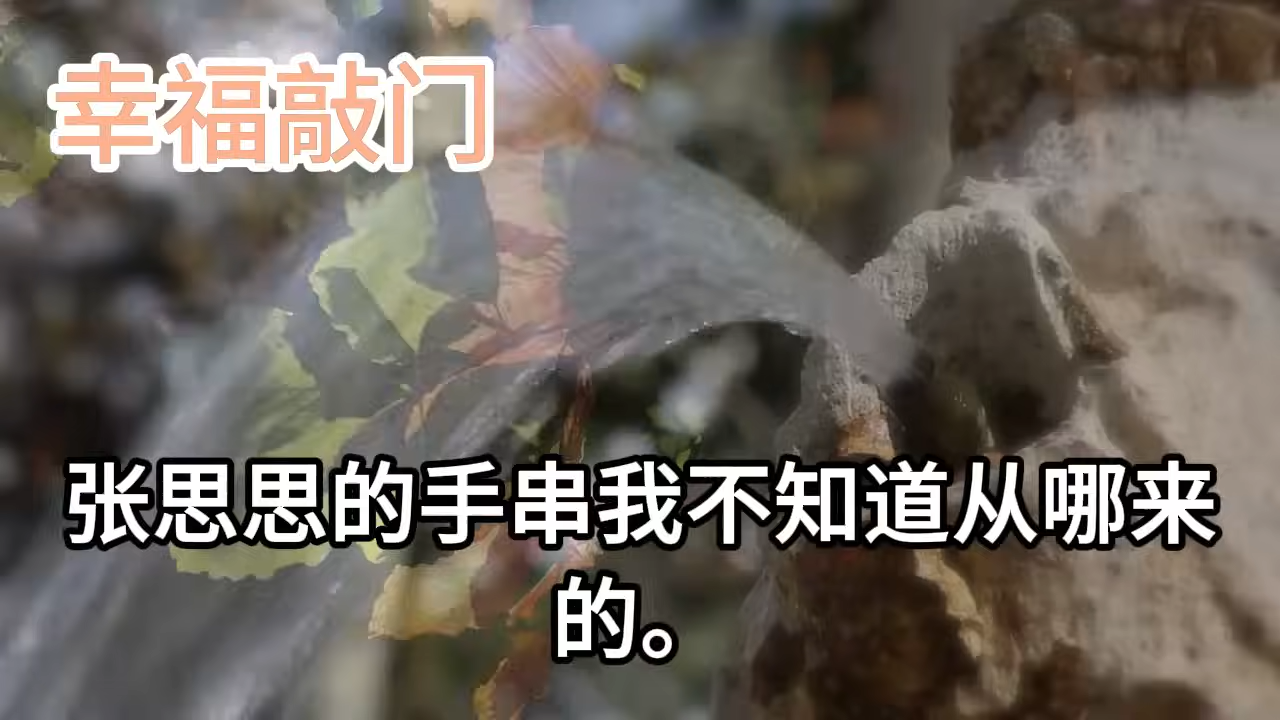 幸福敲门
张思思的手串我不知道从哪来
的。